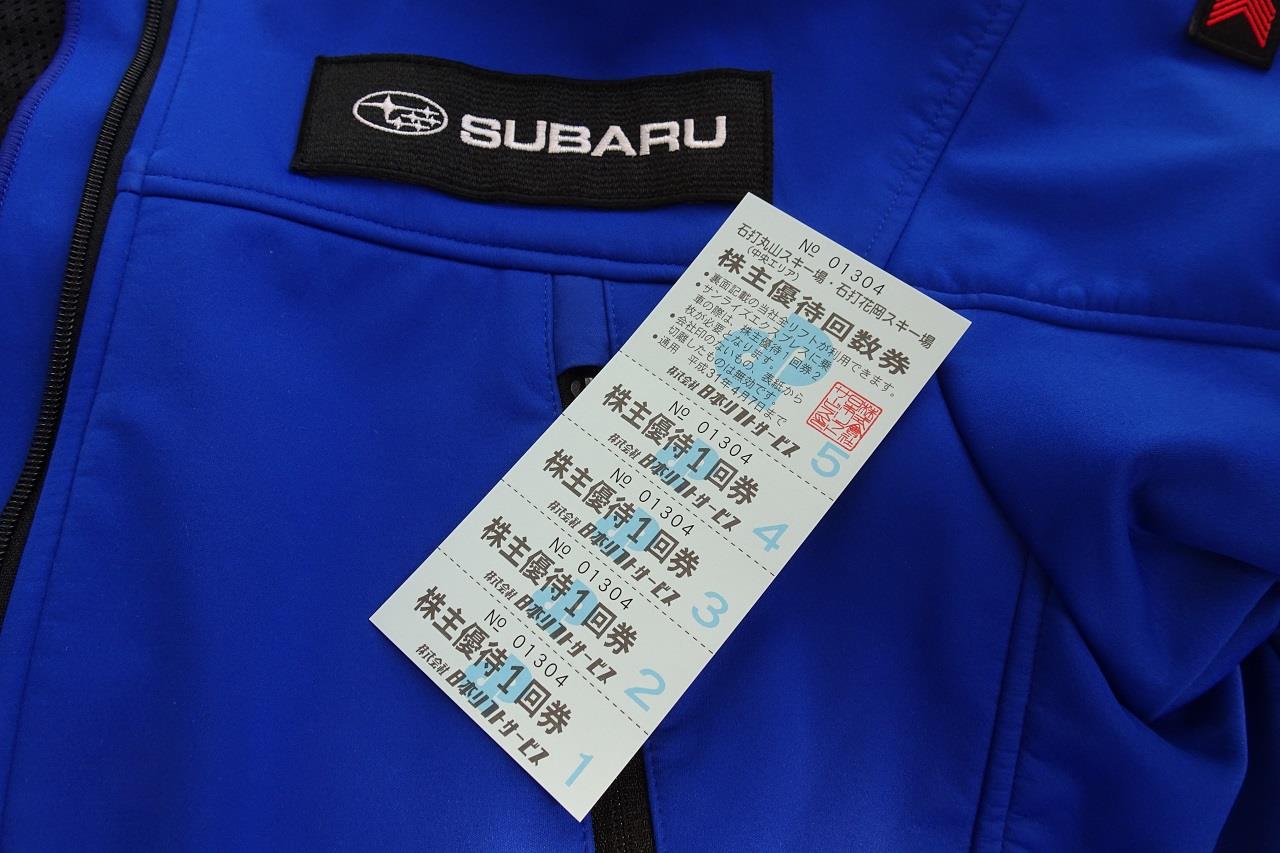 SUBARU
№ 01304
石打丸山スキー場・石打花岡スキー場
(中央エリア)
株主優待回数券
•裏面記載の当社全リフトが利用できます。
•サンライズエクスプレスに乗
車の際は、株主優待1回券2
枚が必要となります。
•会社印のないもの、表紙から
切離したものは無効です。
•通用 平成31年4月7日まで
株式会社 日本リフトサービス
5
№ 01304
株主優待1回券
株式会社 日本リフトサービス
4
№ 01304
株主優待1回券
株式会社 日本リフトサービス
3
№ 01304
株主優待1回券
株式会社 日本リフトサービス
2
№ 01304
株主優待1回券
株式会社 日本リフトサービス
1